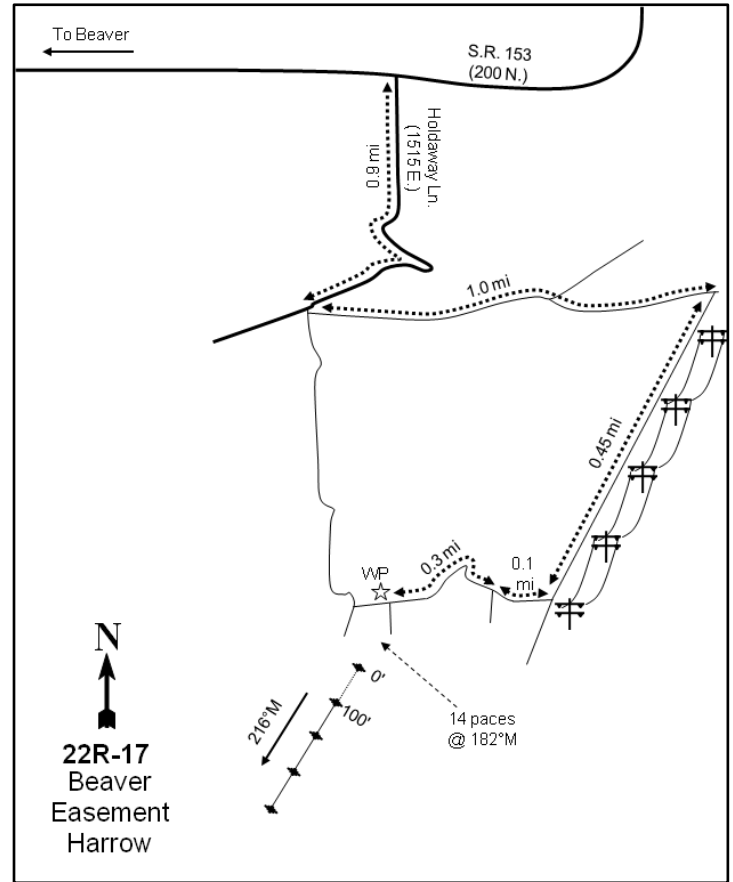 To Beaver
S.R. 153
(200 N.)
Holdaway Ln.
(1515 E.)
0.9 mi
1.0 mi
0.45 mi
0.3 mi
0.1
mi
WP
N
0'
100'
216°M
14 paces
@ 182°M
22R-17
Beaver
Easement
Harrow